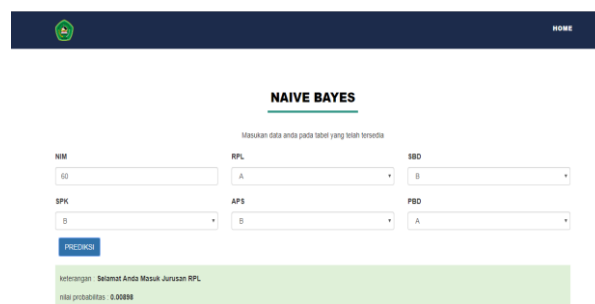 HOME
NAIVE BAYES
Masukan data anda pada tabel yang telah tersedia
NIM RPL SBD
60 A B
SPK APS PBD
B B A
PREDIKSI
keterangan : Selamat Anda Masuk Jurusan RPL
nilai probabilitas : 0.00898